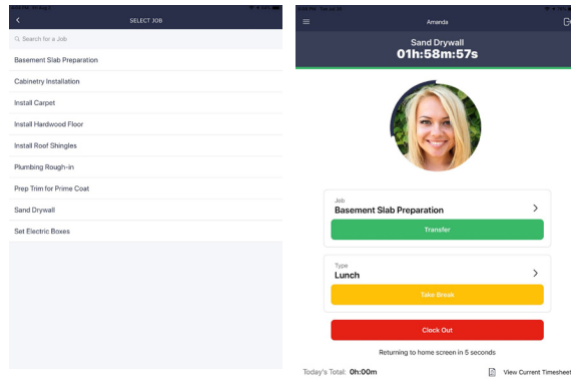 SELECT JOB
Search for a Job
Basement Slab Preparation
Cabinetry Installation
Install Carpet
Install Hardwood Floor
Install Roof Shingles
Plumbing Rough-in
Prep Trim for Prime Coat
Sand Drywall
Set Electric Boxes
Amanda
Sand Drywall
01h:58m:57s
Job
Basement Slab Preparation
Transfer
Type
Lunch
Take Break
Clock Out
Returning to home screen in 5 seconds
Today's Total: 0h:00m
View Current Timesheet